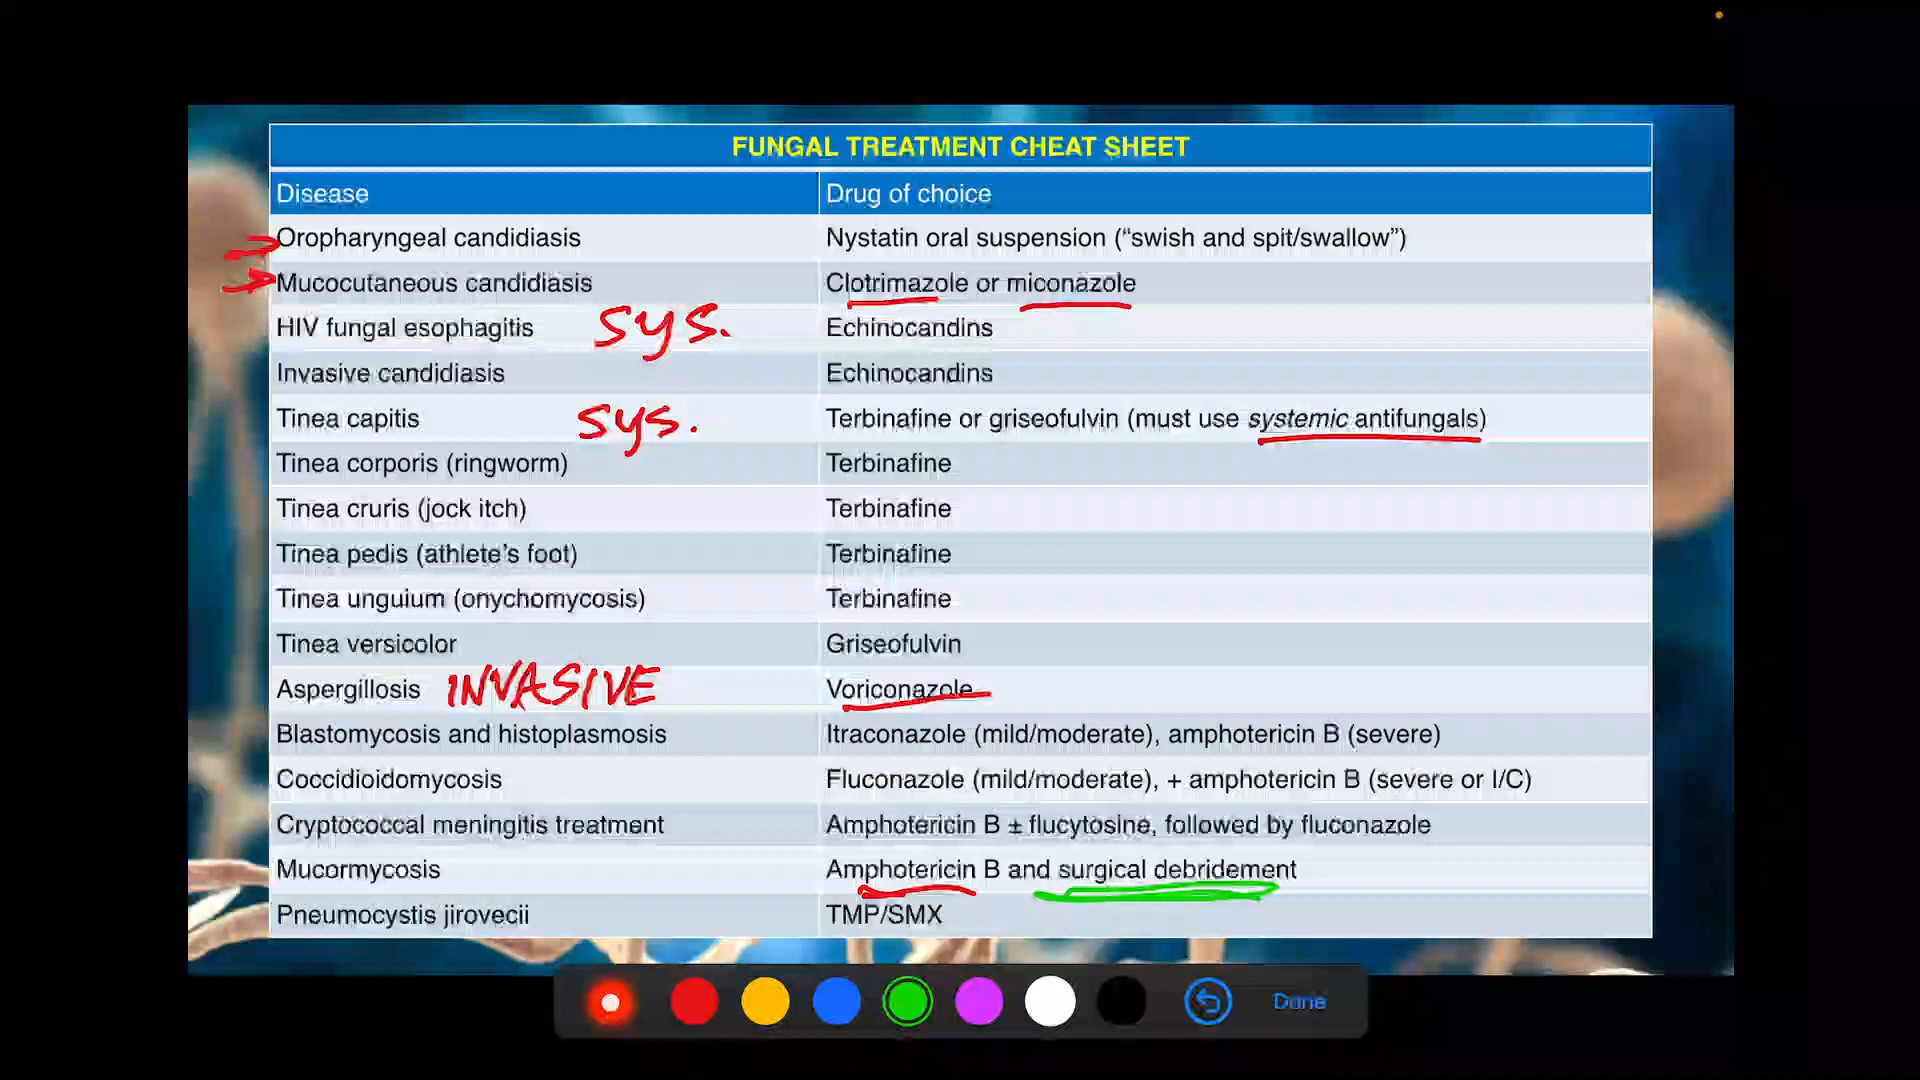 FUNGAL TREATMENT CHEAT SHEET
Disease Drug of choice
Oropharyngeal candidiasis Nystatin oral suspension (“swish and spit/swallow”)
Mucocutaneous candidiasis Clotrimazole or miconazole
HIV fungal esophagitis sys. Echinocandins
Invasive candidiasis Echinocandins
Tinea capitis sys. Terbinafine or griseofulvin (must use systemic antifungals)
Tinea corporis (ringworm) Terbinafine
Tinea cruris (jock itch) Terbinafine
Tinea pedis (athlete’s foot) Terbinafine
Tinea unguium (onychomycosis) Terbinafine
Tinea versicolor Griseofulvin
Aspergillosis INVASIVE Voriconazole
Blastomycosis and histoplasmosis Itraconazole (mild/moderate), amphotericin B (severe)
Coccidioidomycosis Fluconazole (mild/moderate), + amphotericin B (severe or I/C)
Cryptococcal meningitis treatment Amphotericin B ± flucytosine, followed by fluconazole
Mucormycosis Amphotericin B and surgical debridement
Pneumocystis jirovecii TMP/SMX
Done